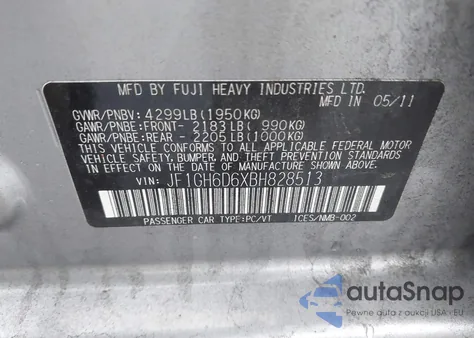 MFD BY FUJI HEAVY INDUSTRIES LTD.
M/IN 05/11
GVWR/PNBV: 4299LB(1950KG)
GAWR/PNBE:FRONT- 2183LB( 990KG)
GAWR/PNBE:REAR - 2205LB(1000KG)
THIS VEHICLE CONFORMS TO ALL APPLICABLE FEDERAL MOTOR
VEHICLE SAFETY, BUMPER, AND THEFT PREVENTION STANDARDS
IN EFFECT ON THE DATE OF MANUFACTURE SHOWN ABOVE.
VIN: JF1GH6D6XBH828513
PASSENGER CAR TYPE:PC/VT ICES/NMB-002
autoSnap
Pewne auta z aukcji USA i EU